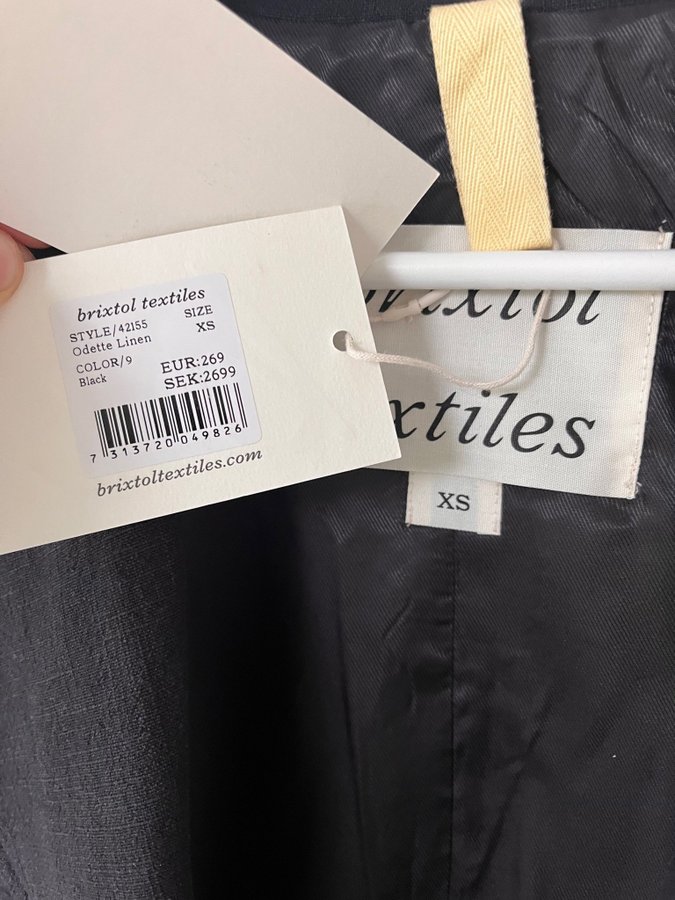 brixtol textiles
STYLE/42155
Odette Linen
SIZE
XS
COLOR/9
Black
EUR:269
SEK:2699
7 313720 049826
brixtoltextiles.com
XS